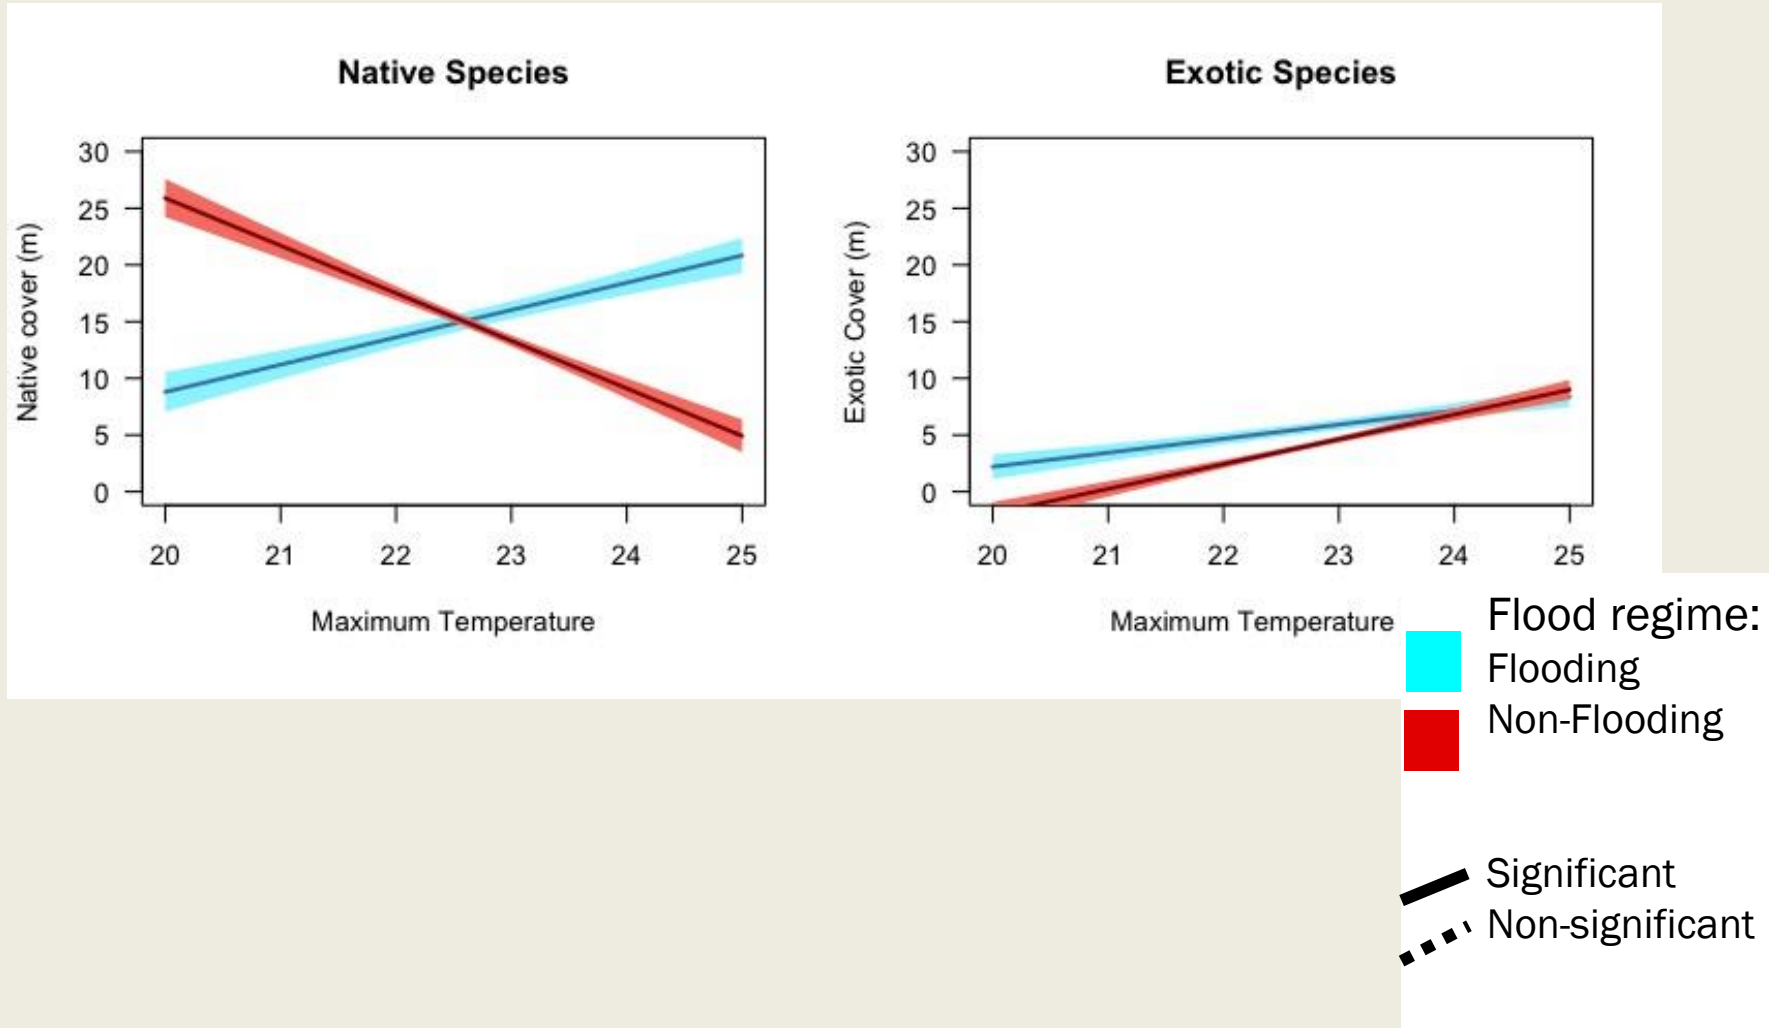 Native Species
Native cover (m)
30
25
20
15
10
5
0
20 21 22 23 24 25
Maximum Temperature
Exotic Species
Exotic Cover (m)
30
25
20
15
10
5
0
20 21 22 23 24 25
Maximum Temperature
Flood regime:
Flooding
Non-Flooding
Significant
Non-significant